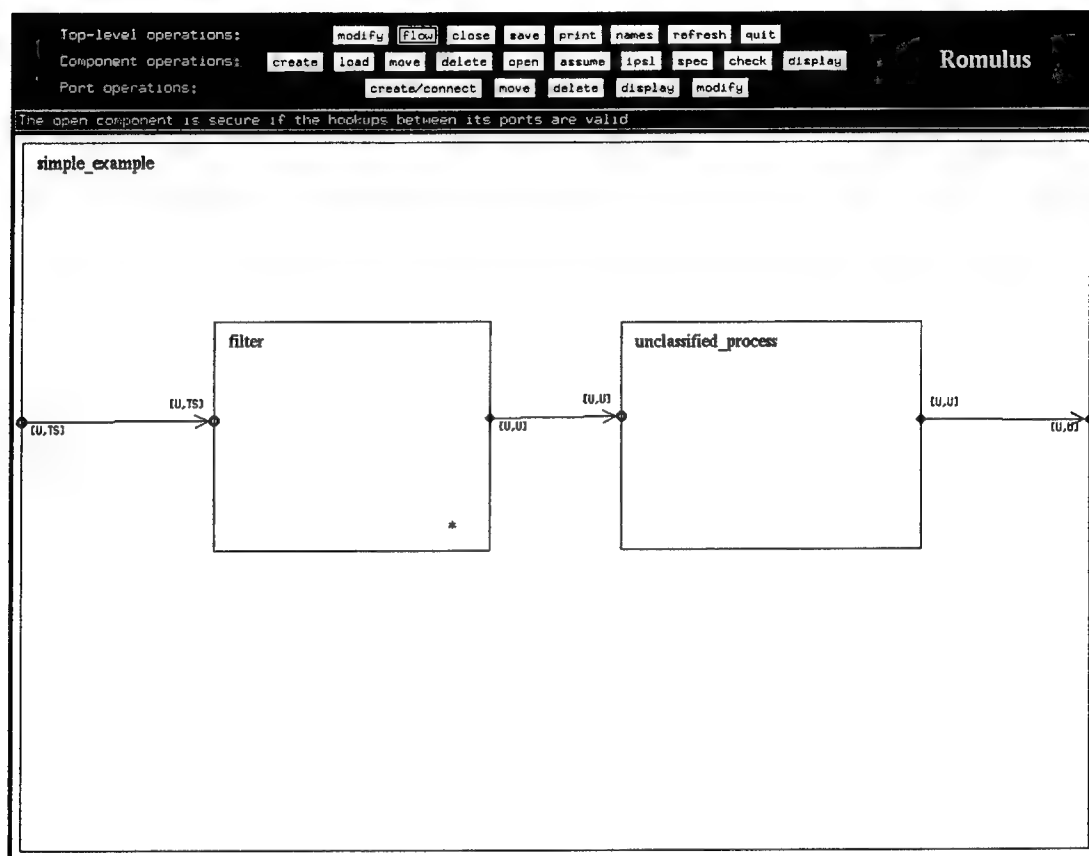 Top-level operations: modify flow close save print names refresh quit
Component operations: create load move delete open assume ipsl spec check display
Romulus
Port operations: create/connect move delete display modify
The open component is secure if the hookups between its ports are valid
simple_example
filter
unclassified_process
[U,TS]
[U,TS]
[U,U]
[U,U]
[U,U]
[U,U]
*